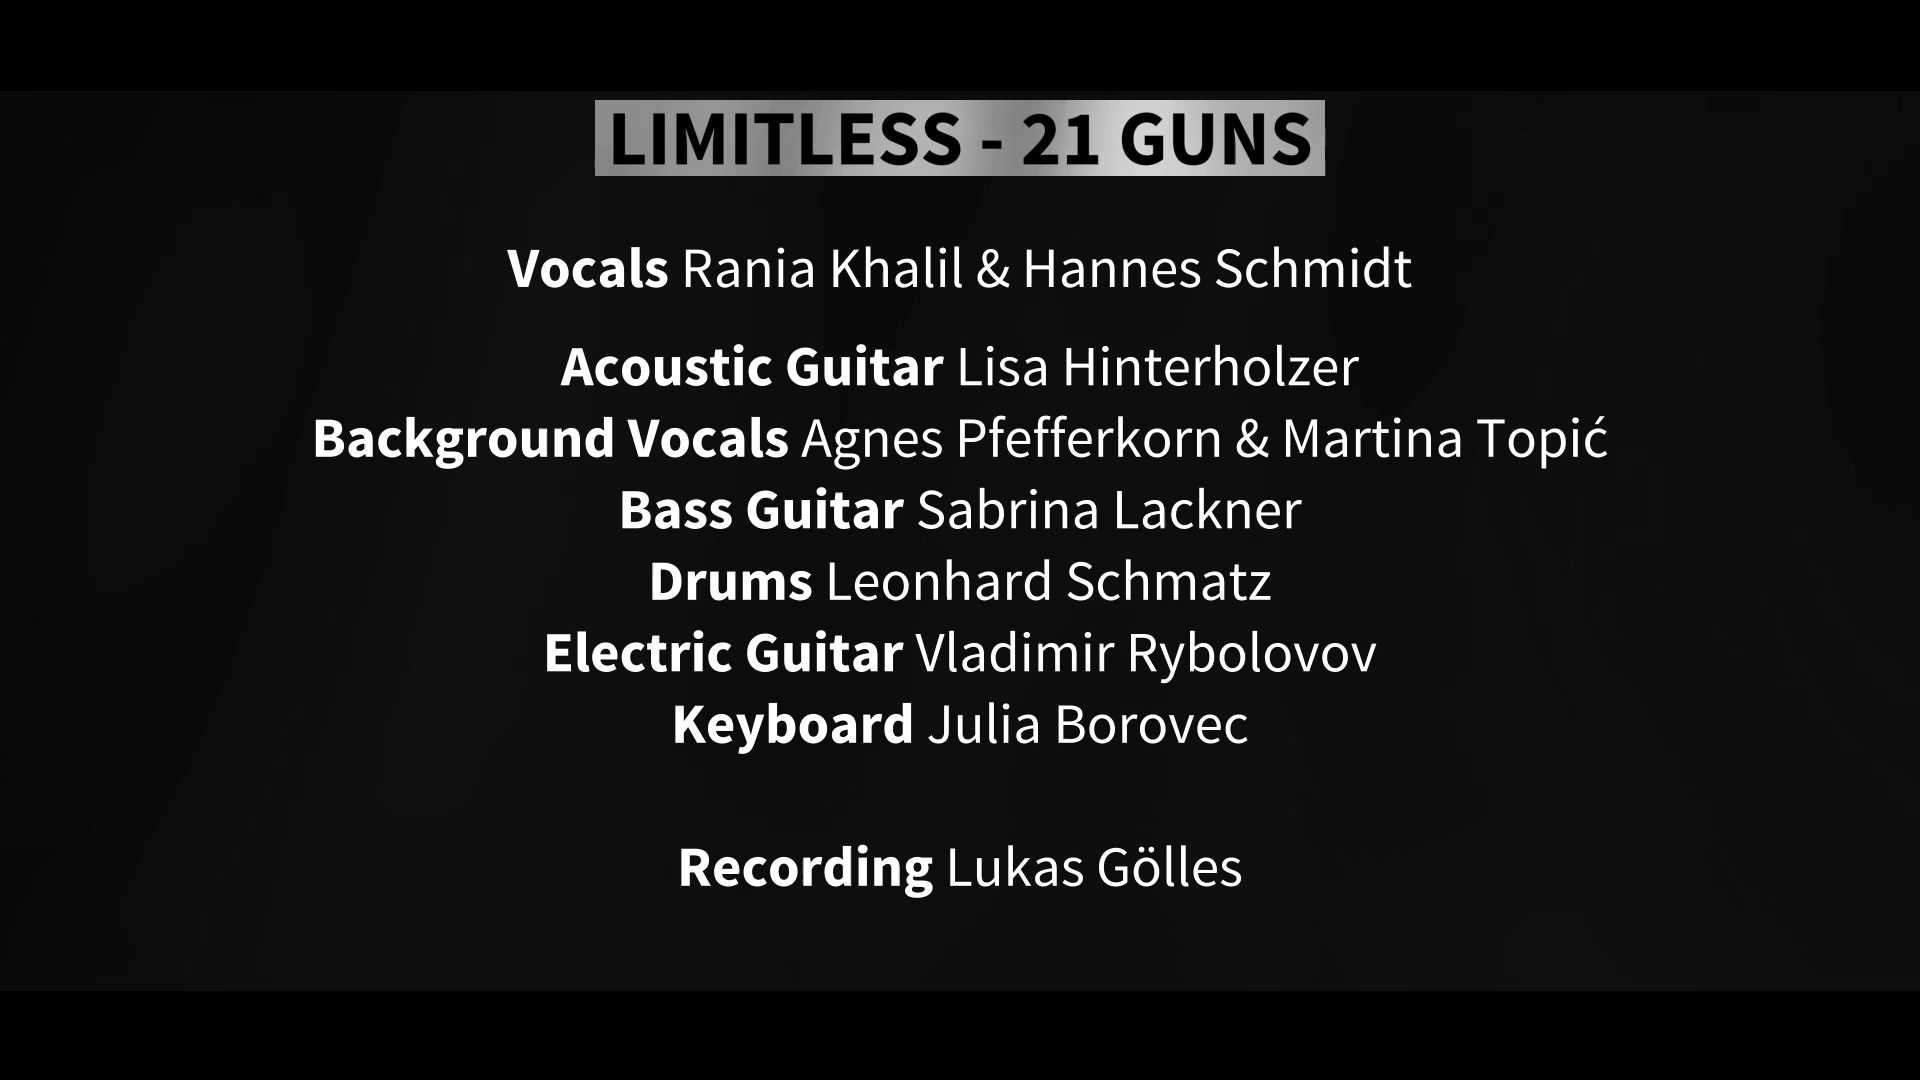 LIMITLESS - 21 GUNS
Vocals Rania Khalil & Hannes Schmidt
Acoustic Guitar Lisa Hinterholzer
Background Vocals Agnes Pfefferkorn & Martina Topić
Bass Guitar Sabrina Lackner
Drums Leonhard Schmatz
Electric Guitar Vladimir Rybolovov
Keyboard Julia Borovec
Recording Lukas Gölles